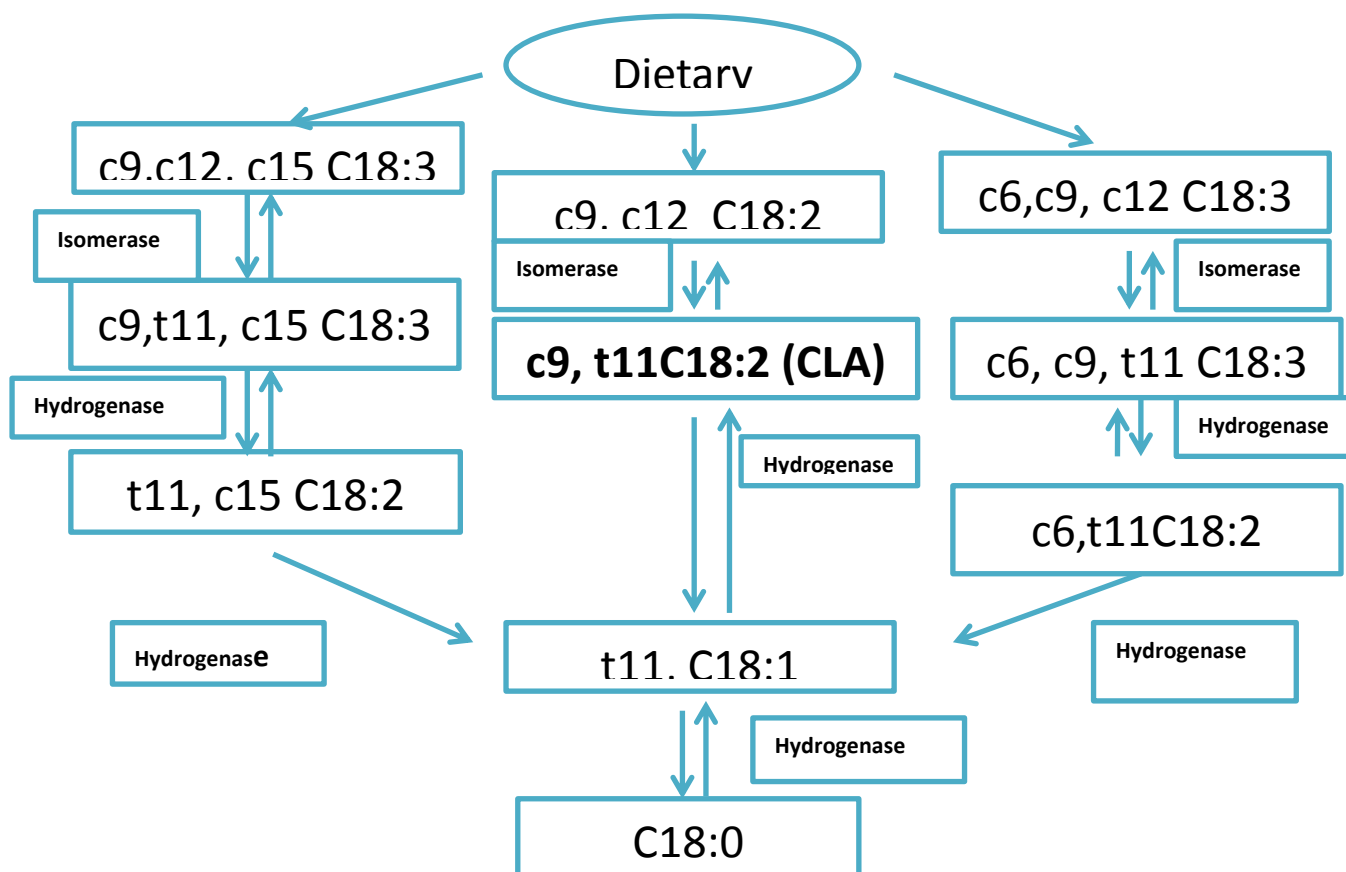 Dietary
c9,c12, c15 C18:3
c9, c12 C18:2
c6,c9, c12 C18:3
Isomerase
Isomerase
Isomerase
c9,t11, c15 C18:3
c9, t11C18:2 (CLA)
c6, c9, t11 C18:3
Hydrogenase
Hydrogenase
Hydrogenase
t11, c15 C18:2
c6,t11C18:2
Hydrogenase
t11, C18:1
Hydrogenase
Hydrogenase
C18:0